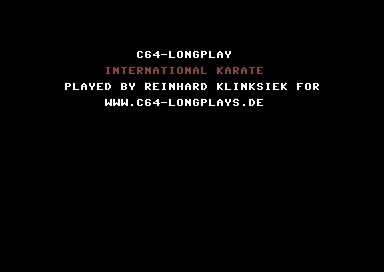 C64-LONGPLAY
INTERNATIONAL KARATE
PLAYED BY REINHARD KLINKSIEK FOR
WWW.C64-LONGPLAYS.DE